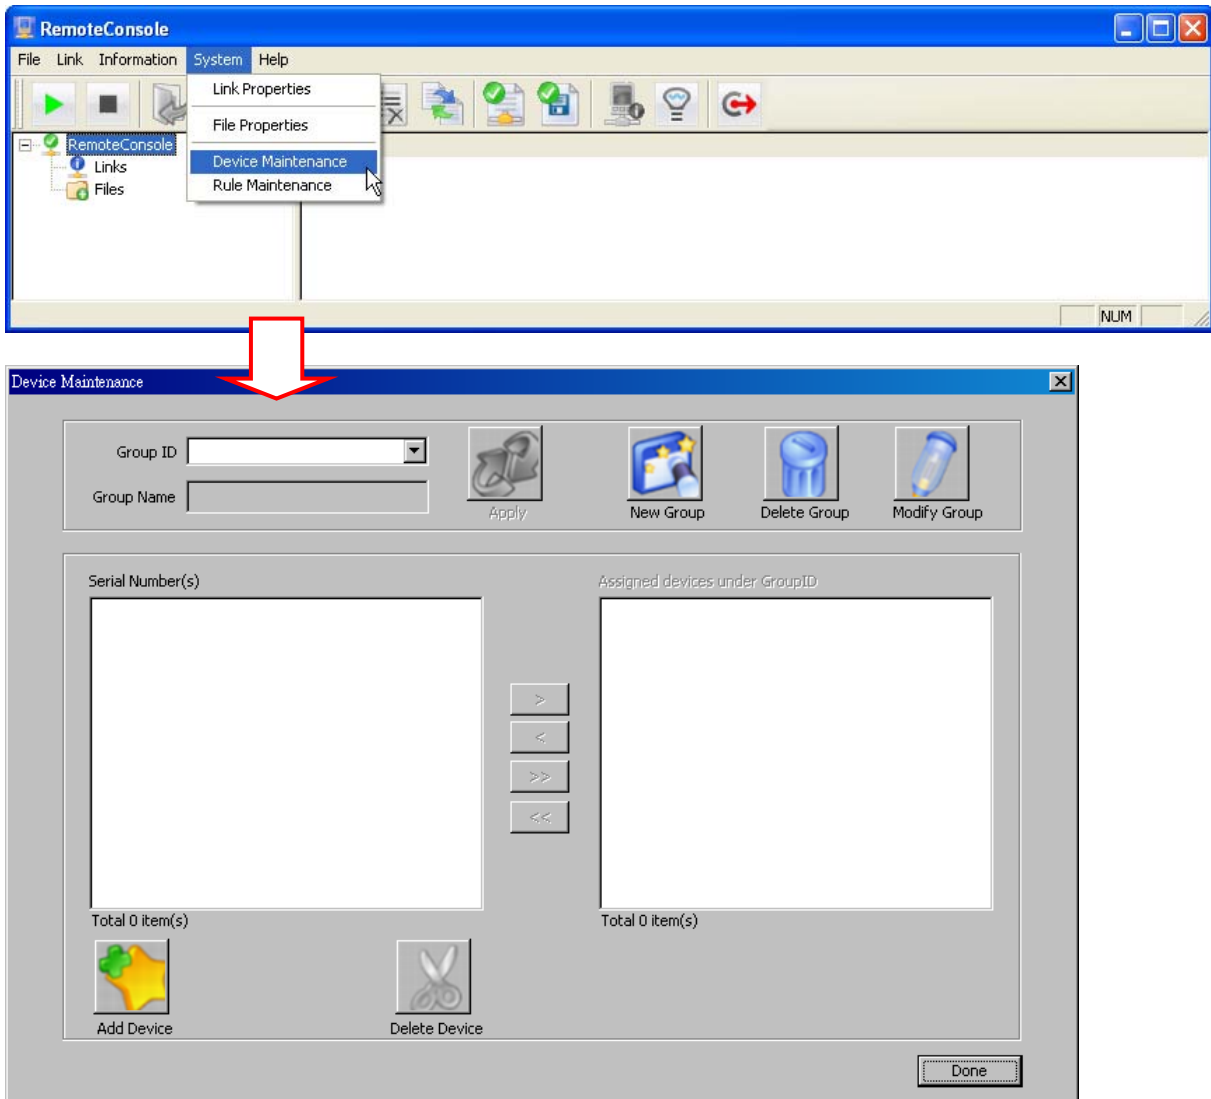 RemoteConsole
File Link Information System Help
Link Properties
File Properties
Device Maintenance
Rule Maintenance
RemoteConsole
Links
Files
NUM
Device Maintenance
Group ID
Group Name
Apply
New Group
Delete Group
Modify Group
Serial Number(s)
Assigned devices under GroupID
>
<
>>
<<
Total 0 item(s)
Total 0 item(s)
Add Device
Delete Device
Done